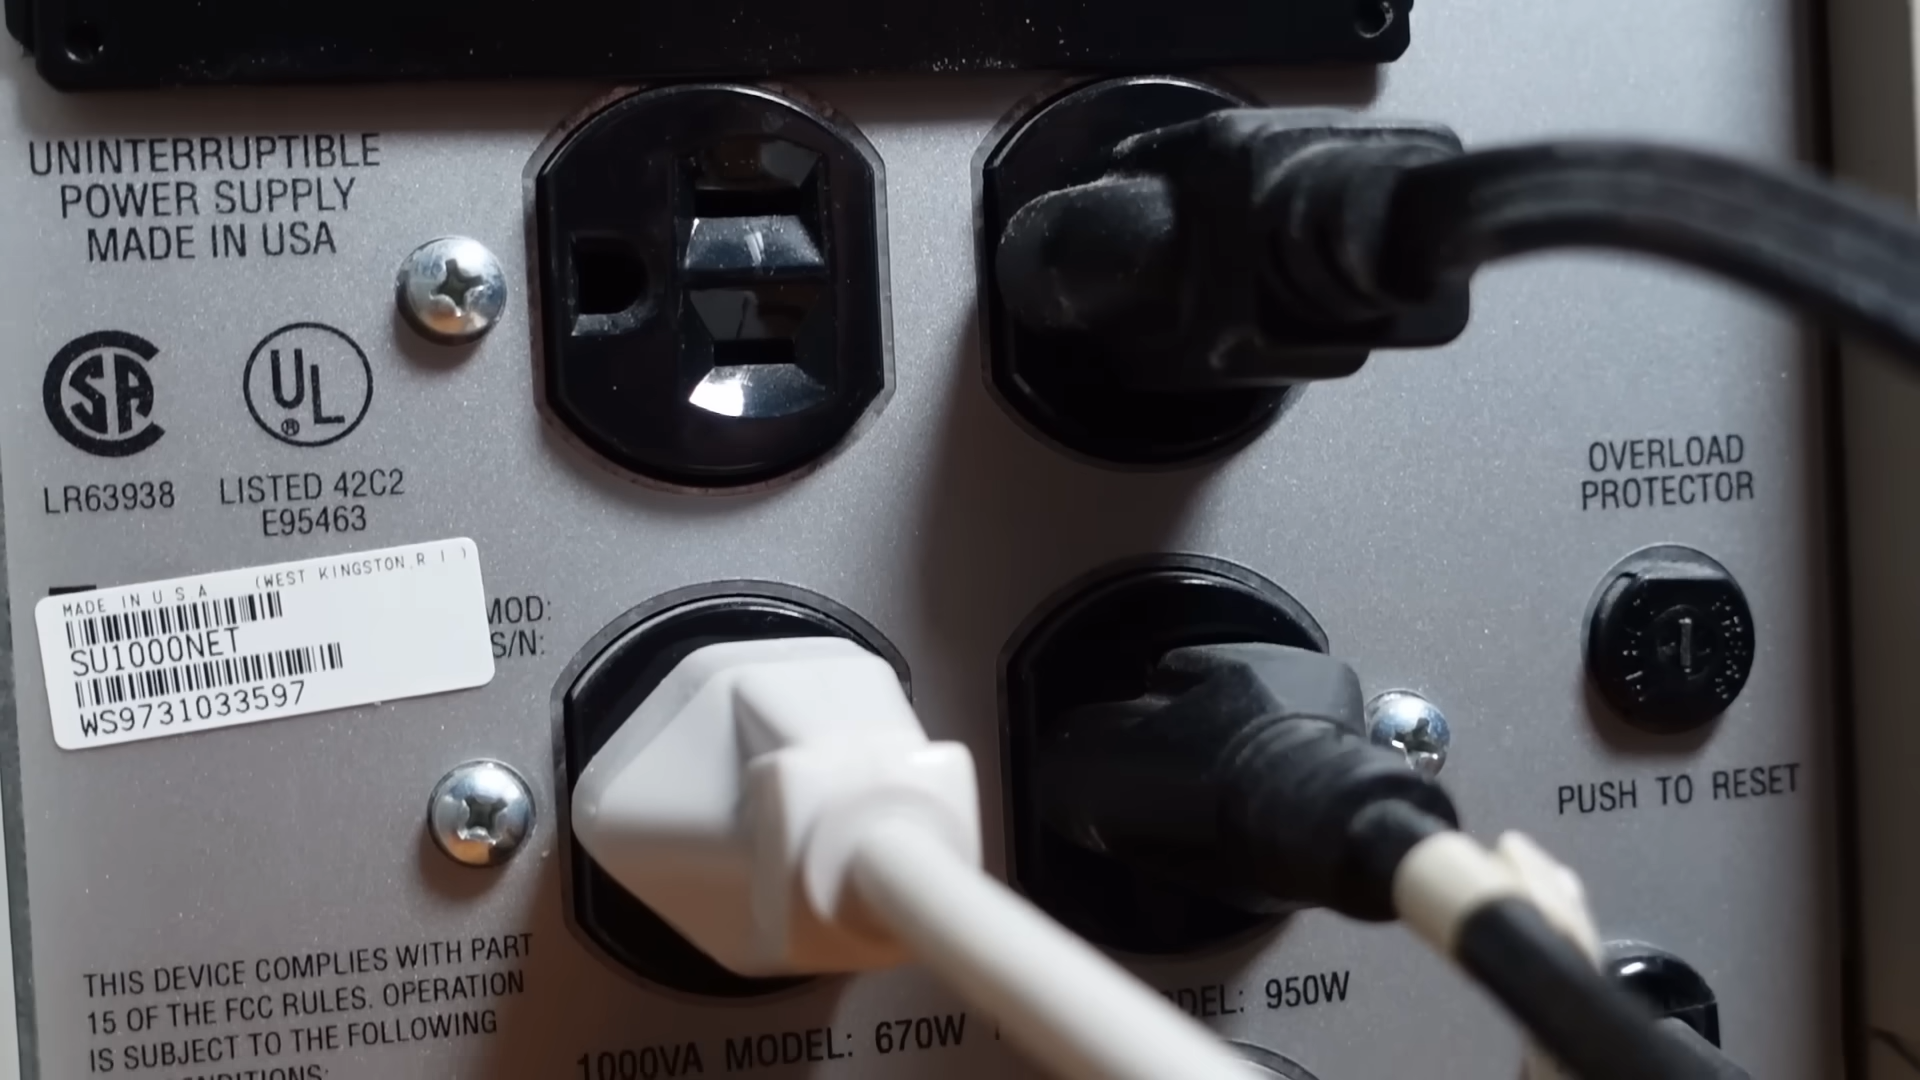 UNINTERRUPTIBLE
POWER SUPPLY
MADE IN USA
SA
UL
®
LR63938
LISTED 42C2
E95463
MADE IN U S A (WEST KINGSTON, R I )
SU1000NET
WS9731033597
MOD:
S/N:
OVERLOAD
PROTECTOR
PUSH TO RESET
THIS DEVICE COMPLIES WITH PART
15 OF THE FCC RULES. OPERATION
IS SUBJECT TO THE FOLLOWING
1000VA MODEL: 670W
950W